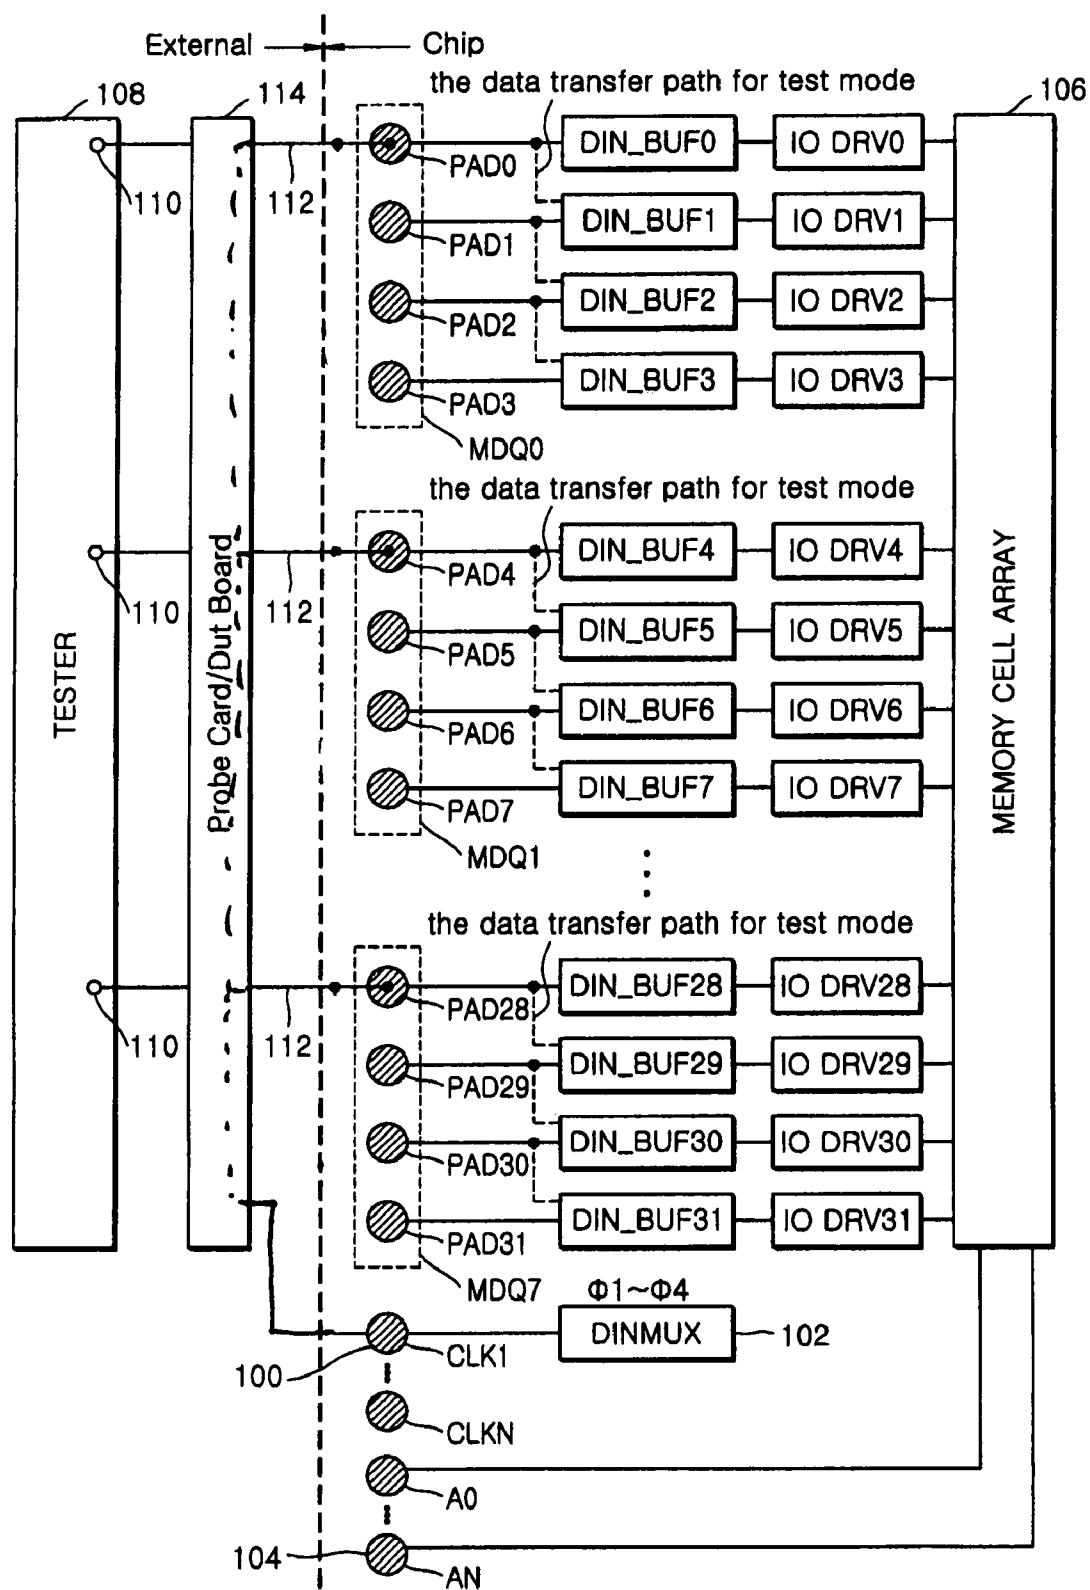 External Chip
the data transfer path for test mode
108 114 106
DIN_BUF0 IO DRV0
PAD0
110 112
DIN_BUF1 IO DRV1
PAD1
DIN_BUF2 IO DRV2
PAD2
DIN_BUF3 IO DRV3
PAD3
MDQ0
the data transfer path for test mode
DIN_BUF4 IO DRV4
PAD4
110 112
DIN_BUF5 IO DRV5
PAD5
TESTER
Probe Card/Dut Board
MEMORY CELL ARRAY
DIN_BUF6 IO DRV6
PAD6
DIN_BUF7 IO DRV7
PAD7
MDQ1
the data transfer path for test mode
DIN_BUF28 IO DRV28
PAD28
110 112
DIN_BUF29 IO DRV29
PAD29
DIN_BUF30 IO DRV30
PAD30
DIN_BUF31 IO DRV31
PAD31
MDQ7
Φ1~Φ4
DINMUX 102
100 CLK1
CLKN
A0
104 AN